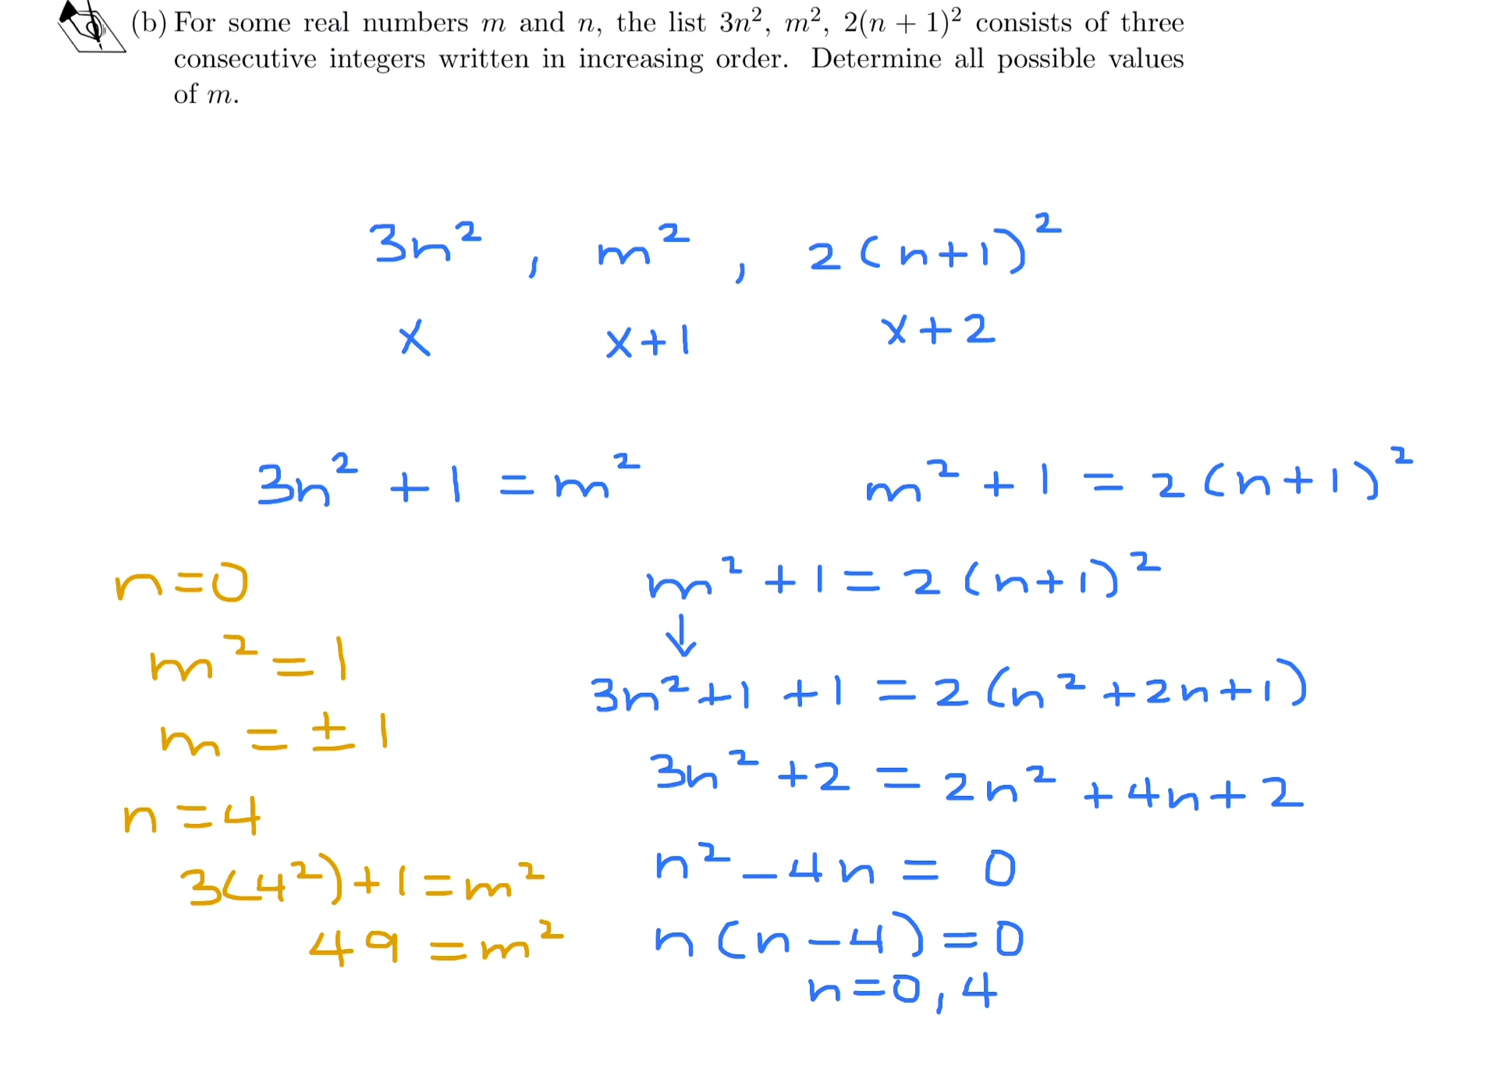 (b) For some real numbers m and n, the list 3n², m², 2(n + 1)² consists of three
consecutive integers written in increasing order. Determine all possible values
of m.
3n² , m² , 2(n+1)²
x x+1 x+2
3n² + 1 = m² m² + 1 = 2(n+1)²
n=0 m² + 1 = 2(n+1)²
↓
m² = 1 3n²+1 +1 = 2(n²+2n+1)
m = ± 1 3n² +2 = 2n² +4n+2
n=4
3(4²)+1=m² n² - 4n = 0
49 = m² n(n-4)=0
n=0,4